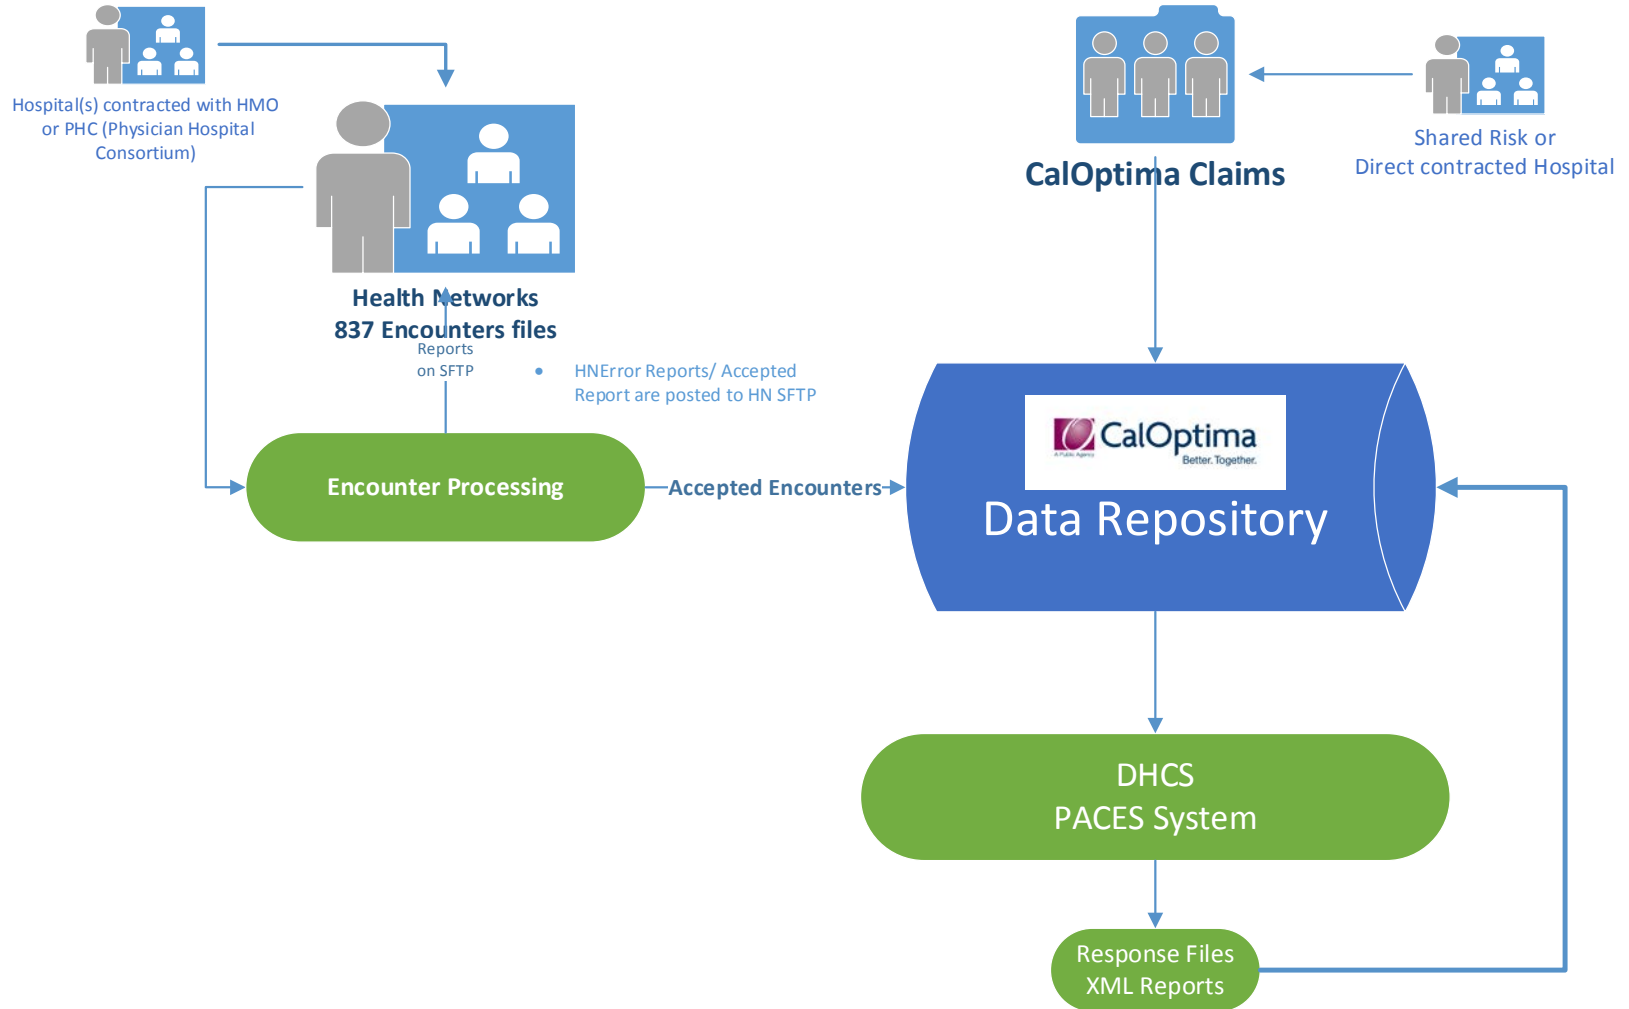 Hospital(s) contracted with HMO
or PHC (Physician Hospital
Consortium)
CalOptima Claims
Shared Risk or
Direct contracted Hospital
Health Networks
837 Encounters files
Reports
on SFTP
• HNError Reports/ Accepted
Report are posted to HN SFTP
Encounter Processing
Accepted Encounters
CalOptima
A Public Agency
Better. Together.
Data Repository
DHCS
PACES System
Response Files
XML Reports